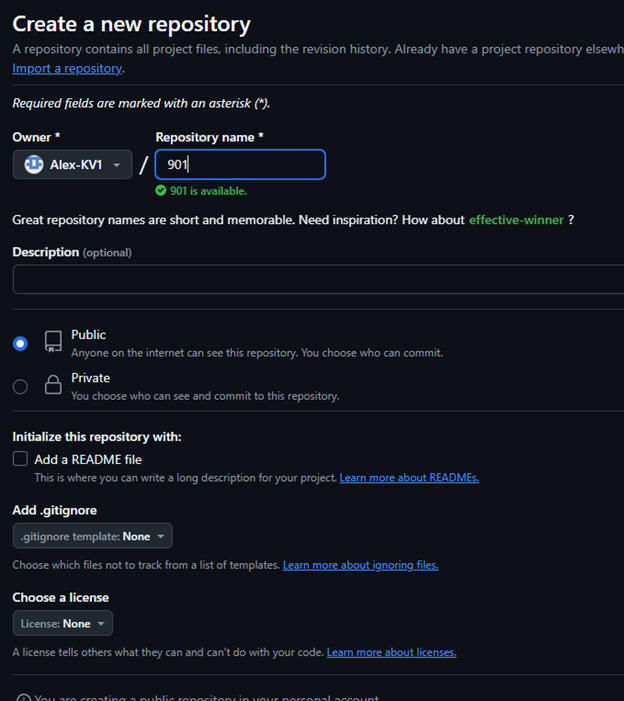 Create a new repository
A repository contains all project files, including the revision history. Already have a project repository elsewh
Import a repository.
Required fields are marked with an asterisk (*).
Owner *
Repository name *
Alex-KV1
/
901
901 is available.
Great repository names are short and memorable. Need inspiration? How about effective-winner ?
Description (optional)
Public
Anyone on the internet can see this repository. You choose who can commit.
Private
You choose who can see and commit to this repository.
Initialize this repository with:
Add a README file
This is where you can write a long description for your project. Learn more about READMEs.
Add .gitignore
.gitignore template: None
Choose which files not to track from a list of templates. Learn more about ignoring files.
Choose a license
License: None
A license tells others what they can and can't do with your code. Learn more about licenses.
You are creating a public repository in your personal account.